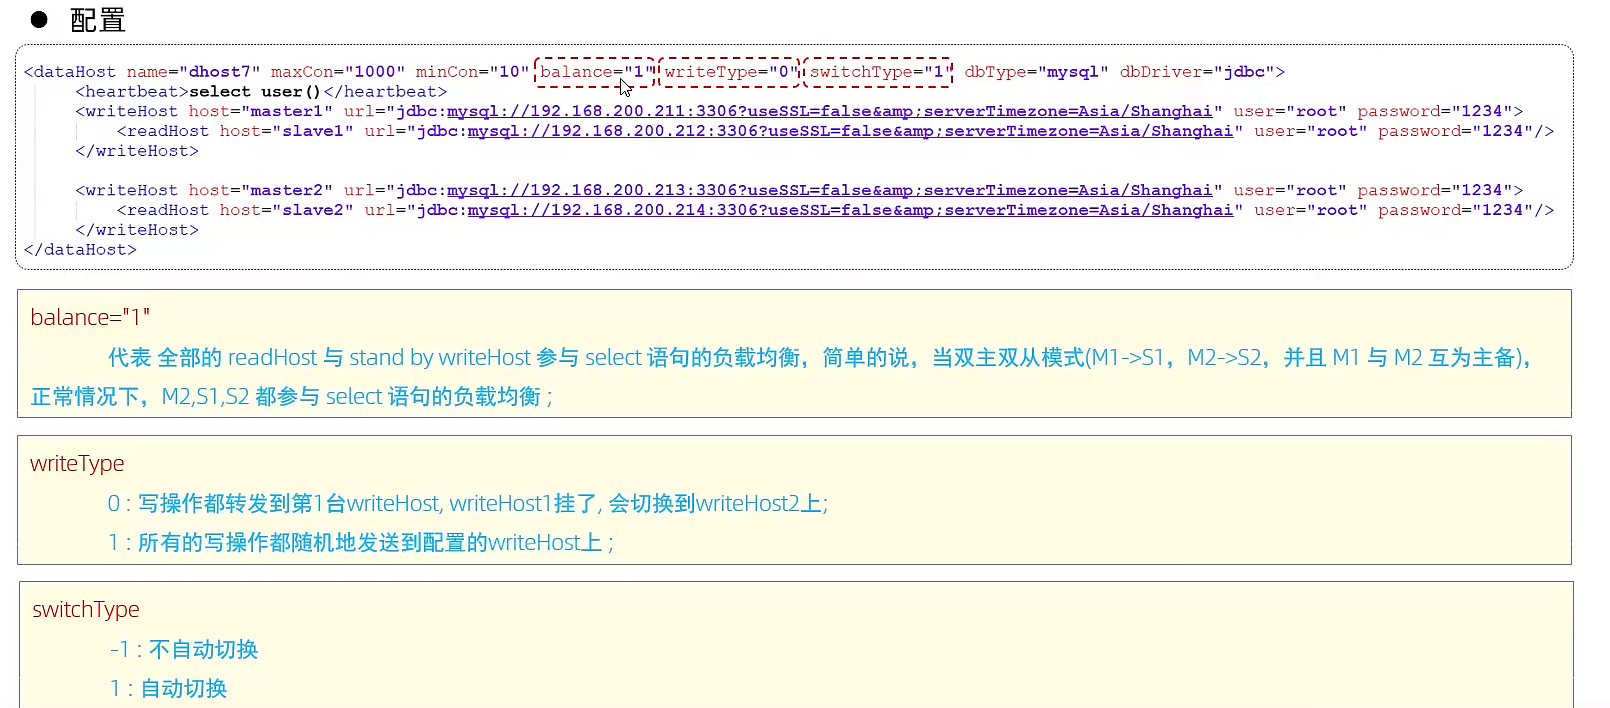 ● 配置
<dataHost name="dhost7" maxCon="1000" minCon="10" balance="1" writeType="0" switchType="1" dbType="mysql" dbDriver="jdbc">
<heartbeat>select user()</heartbeat>
<writeHost host="master1" url="jdbc:mysql://192.168.200.211:3306?useSSL=false&amp;serverTimezone=Asia/Shanghai" user="root" password="1234">
<readHost host="slave1" url="jdbc:mysql://192.168.200.212:3306?useSSL=false&amp;serverTimezone=Asia/Shanghai" user="root" password="1234"/>
</writeHost>
<writeHost host="master2" url="jdbc:mysql://192.168.200.213:3306?useSSL=false&amp;serverTimezone=Asia/Shanghai" user="root" password="1234">
<readHost host="slave2" url="jdbc:mysql://192.168.200.214:3306?useSSL=false&amp;serverTimezone=Asia/Shanghai" user="root" password="1234"/>
</writeHost>
</dataHost>
balance="1"
代表 全部的 readHost 与 stand by writeHost 参与 select 语句的负载均衡，简单的说，当双主双从模式(M1->S1，M2->S2，并且 M1 与 M2 互为主备)，
正常情况下，M2,S1,S2 都参与 select 语句的负载均衡 ;
writeType
0 : 写操作都转发到第1台writeHost, writeHost1挂了, 会切换到writeHost2上;
1 : 所有的写操作都随机地发送到配置的writeHost上 ;
switchType
-1 : 不自动切换
1 : 自动切换